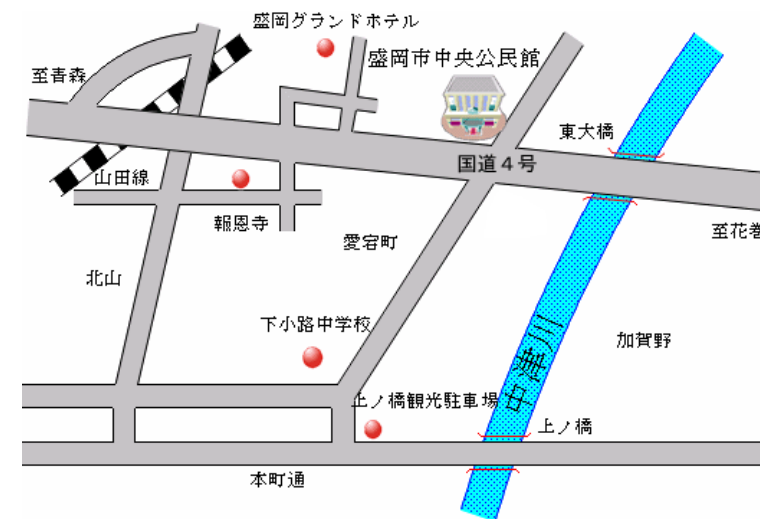 盛岡グランドホテル
盛岡市中央公民館
至青森
東大橋
国道４号
山田線
報恩寺
至花巻
愛宕町
北山
下小路中学校
加賀野
中津川
上ノ橋観光駐車場
上ノ橋
本町通